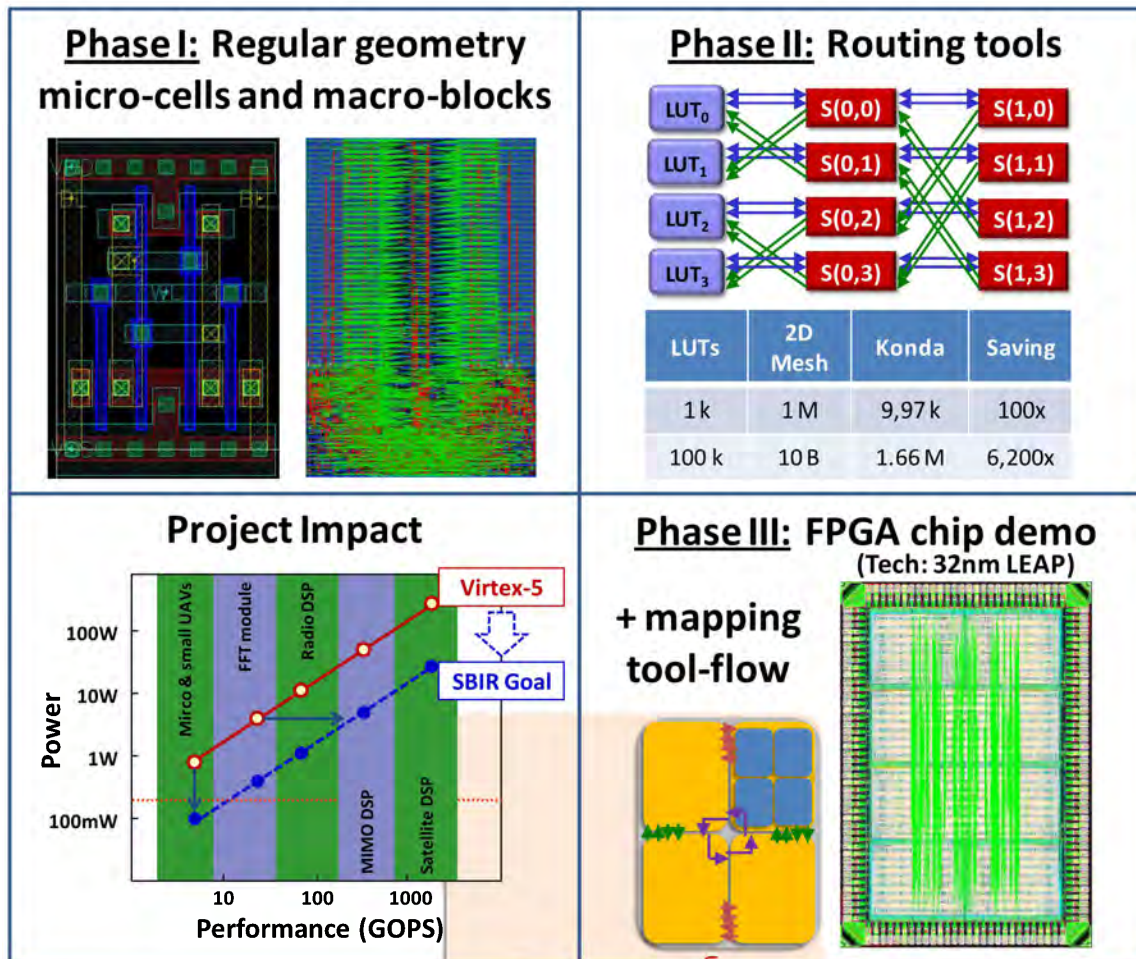 Phase I: Regular geometry
micro-cells and macro-blocks
Phase II: Routing tools
LUT0 S(0,0) S(1,0)
LUT1 S(0,1) S(1,1)
LUT2 S(0,2) S(1,2)
LUT3 S(0,3) S(1,3)
LUTs 2D Mesh Konda Saving
1 k 1 M 9,97 k 100x
100 k 10 B 1.66 M 6,200x
Project Impact
Power
100W
10W
1W
100mW
Mirco & small UAVs
FFT module
Radio DSP
MIMO DSP
Satellite DSP
Virtex-5
SBIR Goal
10 100 1000
Performance (GOPS)
Phase III: FPGA chip demo
(Tech: 32nm LEAP)
+ mapping
tool-flow